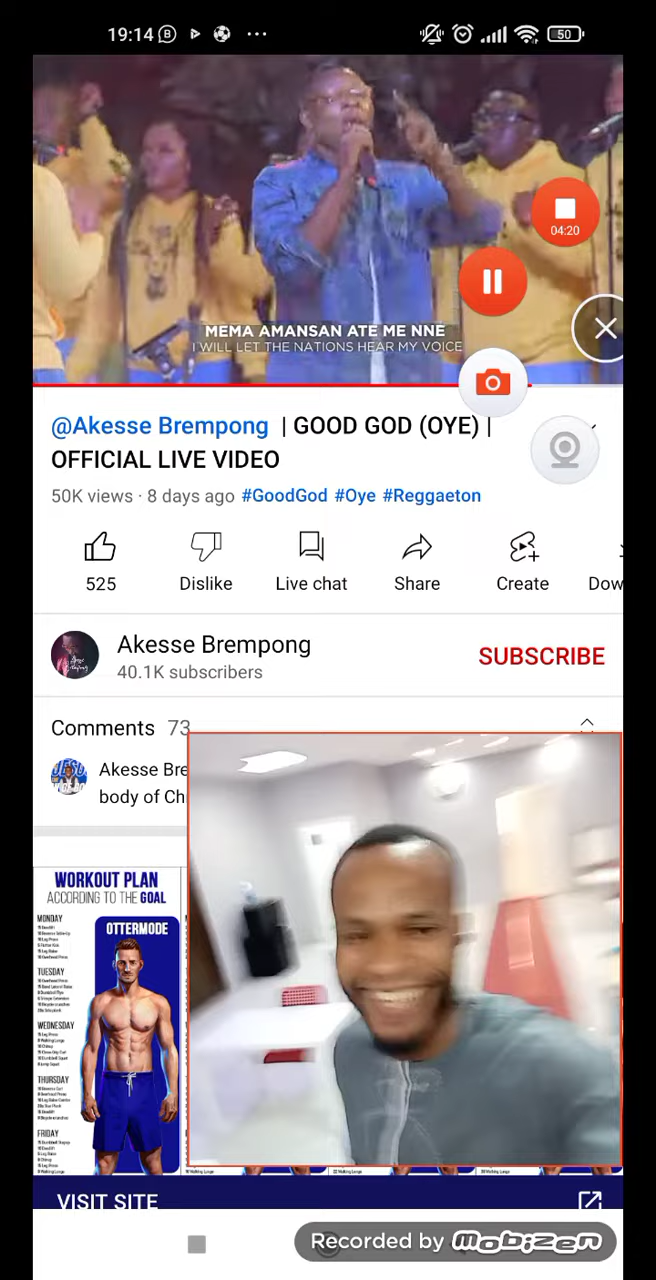 19:14
50
04:20
MEMA AMANSAN ATE ME NNE
I WILL LET THE NATIONS HEAR MY VOICE
@Akesse Brempong | GOOD GOD (OYE) |
OFFICIAL LIVE VIDEO
50K views · 8 days ago #GoodGod #Oye #Reggaeton
525 Dislike Live chat Share Create Dow
Akesse Brempong
40.1K subscribers
SUBSCRIBE
Comments 73
Akesse Bre
body of Ch
WORKOUT PLAN
ACCORDING TO THE GOAL
MONDAY
OTTERMODE
TUESDAY
WEDNESDAY
THURSDAY
FRIDAY
VISIT SITE
Recorded by mobizen